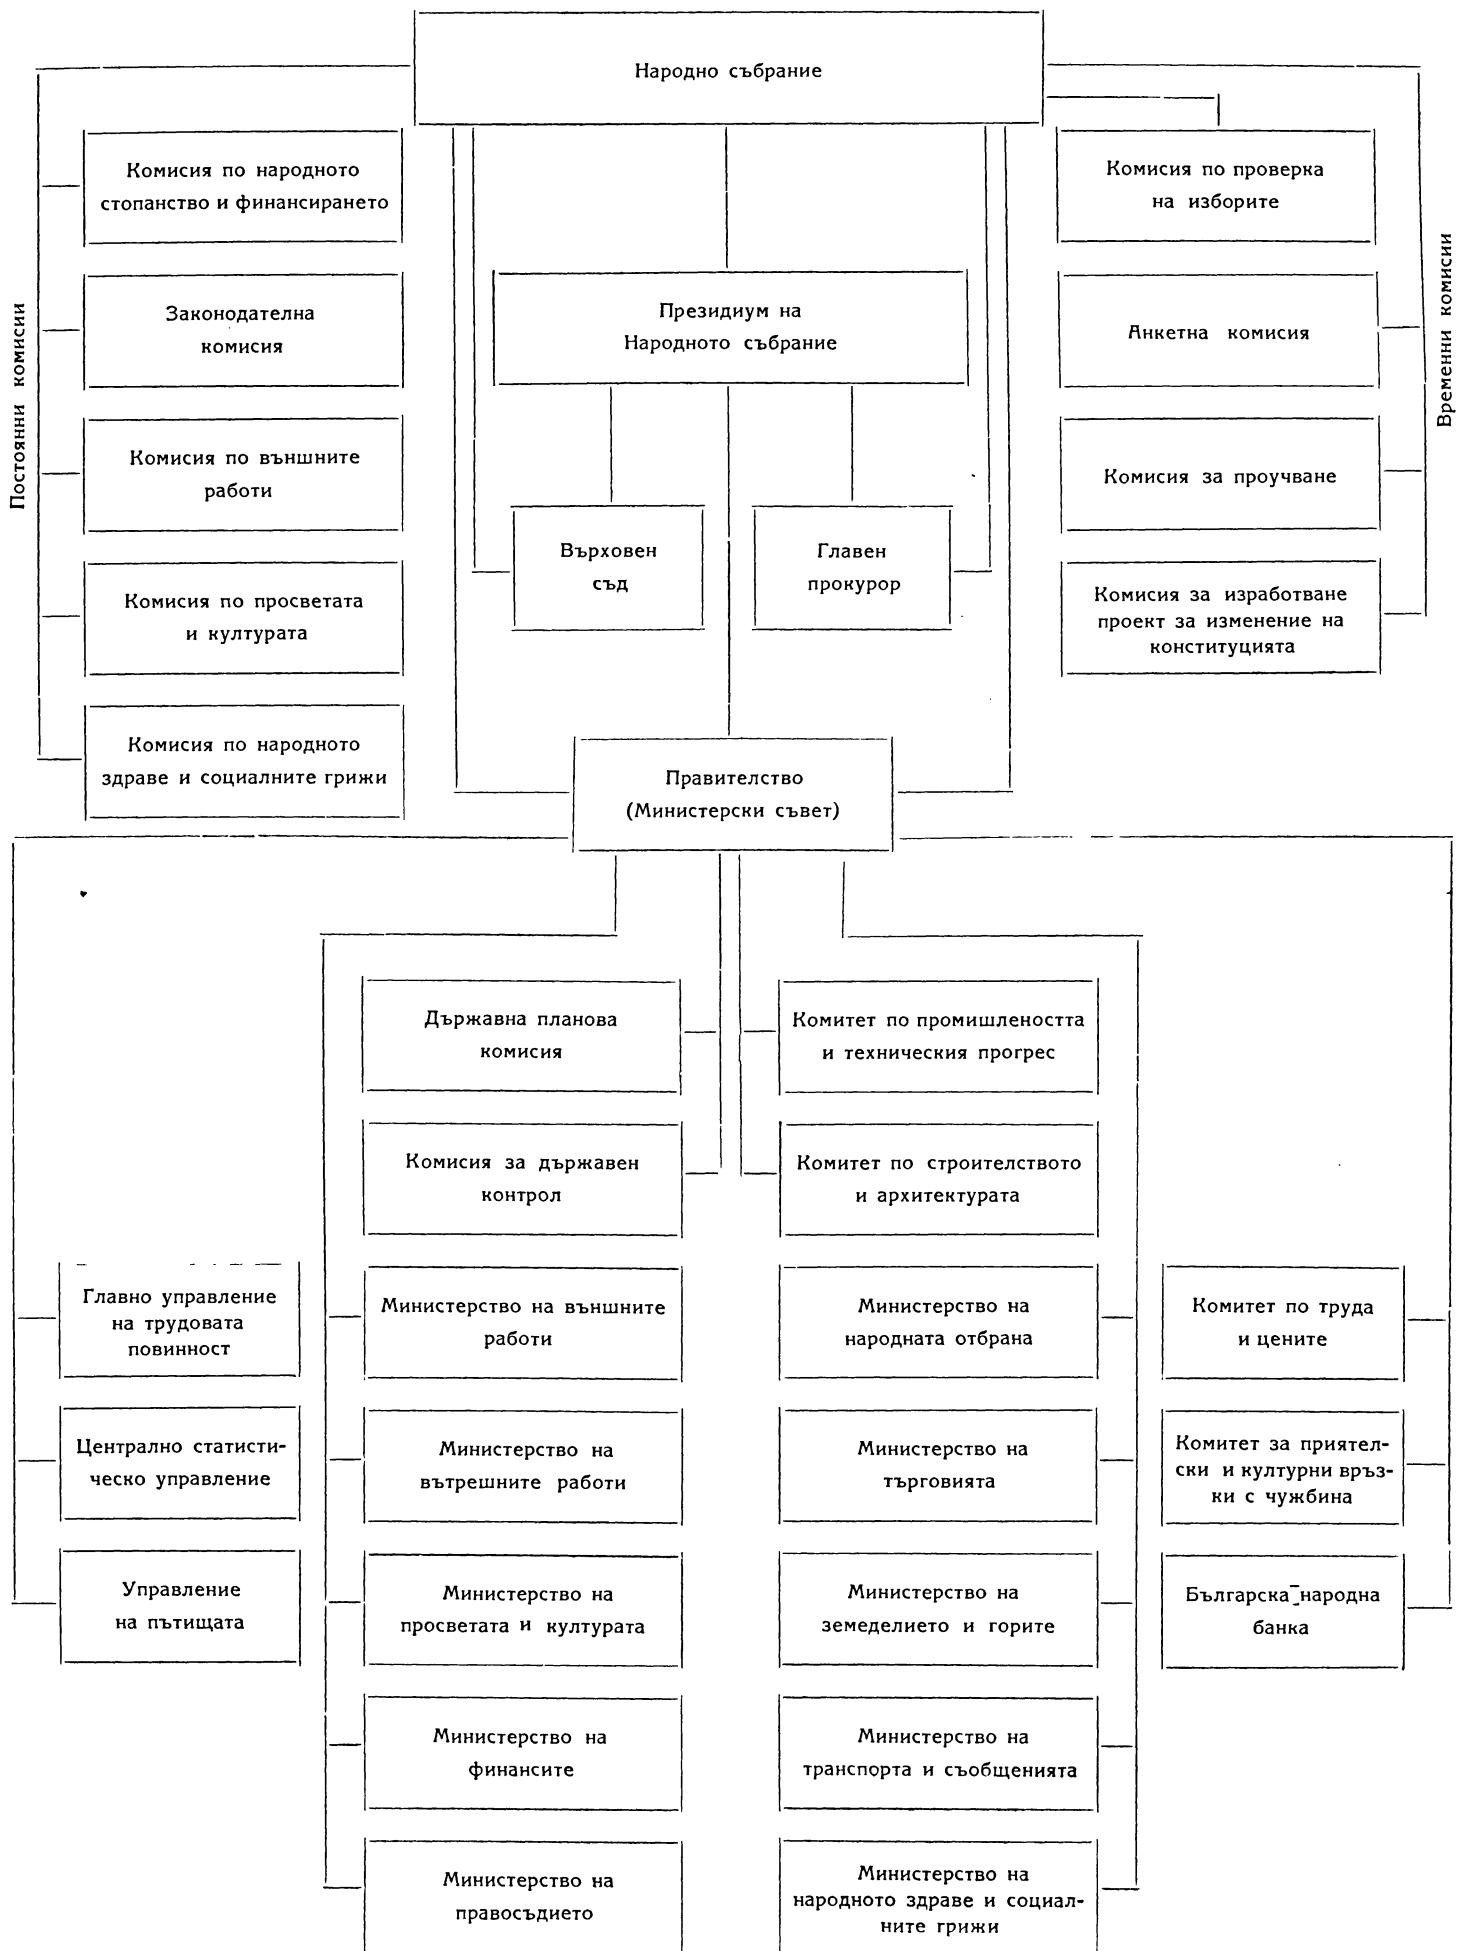 Народно събрание
Постоянни комисии
Комисия по народното
стопанство и финансирането
Законодателна
комисия
Комисия по външните
работи
Комисия по просветата
и културата
Комисия по народното
здраве и социалните грижи
Президиум на
Народното събрание
Върховен
съд
Главен
прокурор
Временни комисии
Комисия по проверка
на изборите
Анкетна комисия
Комисия за проучване
Комисия за изработване
проект за изменение на
конституцията
Правителство
(Министерски съвет)
Държавна планова
комисия
Комисия за държавен
контрол
Комитет по промишлеността
и техническия прогрес
Комитет по строителството
и архитектурата
Главно управление
на трудовата
повинност
Централно статисти-
ческо управление
Управление
на пътищата
Министерство на външните
работи
Министерство на
вътрешните работи
Министерство на
просветата и културата
Министерство на
финансите
Министерство на
правосъдието
Министерство на
народната отбрана
Министерство на
търговията
Министерство на
земеделието и горите
Министерство на
транспорта и съобщенията
Министерство на
народното здраве и социал-
ните грижи
Комитет по труда
и цените
Комитет за приятел-
ски и културни връз-
ки с чужбина
Българска народна
банка